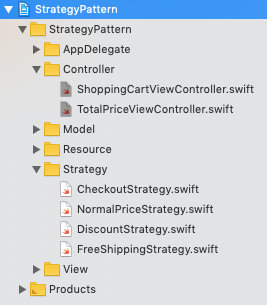 StrategyPattern
StrategyPattern
AppDelegate
Controller
ShoppingCartViewController.swift
TotalPriceViewController.swift
Model
Resource
Strategy
CheckoutStrategy.swift
NormalPriceStrategy.swift
DiscountStrategy.swift
FreeShippingStrategy.swift
View
Products